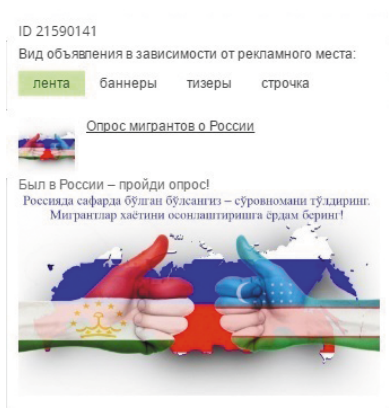 ID 21590141
Вид объявления в зависимости от рекламного места:
лента баннеры тизеры строчка
Опрос мигрантов о России
Был в России – пройди опрос!
Россияда сафарда бўлган бўлсангиз – сўровномани тўлдиринг.
Мигрантлар хаётини осонлаштиришга ёрдам беринг!